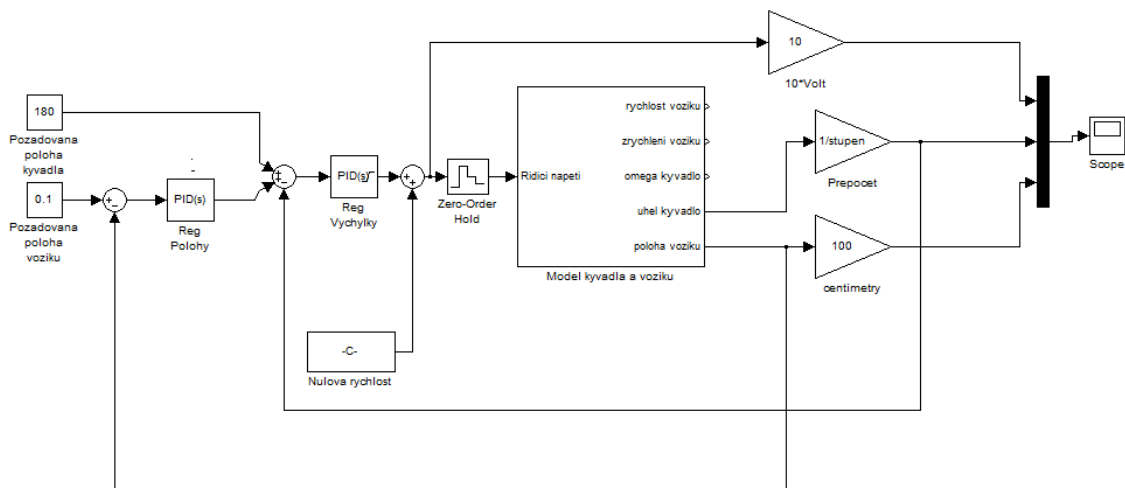 10
10*Volt
180
Pozadovana
poloha
kyvadla
0.1
Pozadovana
poloha
voziku
PID(s)
Reg
Polohy
PID(s)
Reg
Vychylky
Zero-Order
Hold
Ridici napeti
rychlost voziku
zrychleni voziku
omega kyvadlo
uhel kyvadlo
poloha voziku
Model kyvadla a voziku
1/stupen
Prepocet
100
centimetry
Scope
-C-
Nulova rychlost